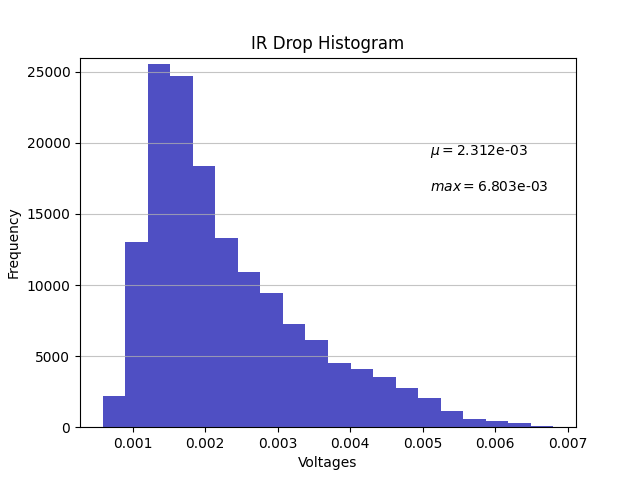 IR Drop Histogram
25000
20000
15000
10000
5000
0
Frequency
μ = 2.312e-03
max = 6.803e-03
0.001 0.002 0.003 0.004 0.005 0.006 0.007
Voltages